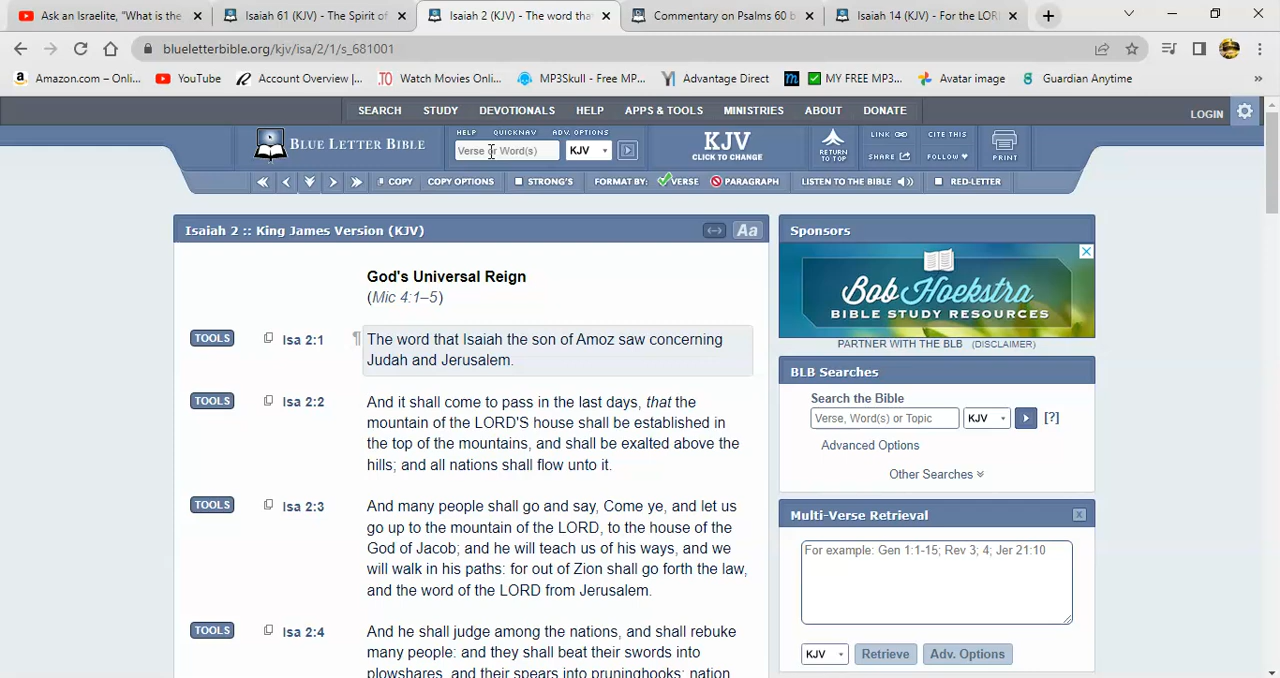 Ask an Israelite, "What is the
Isaiah 61 (KJV) - The Spirit of
Isaiah 2 (KJV) - The word that
Commentary on Psalms 60 b
Isaiah 14 (KJV) - For the LORD
blueletterbible.org/kjv/isa/2/1/s_681001
Amazon.com – Onli...
YouTube
Account Overview |...
Watch Movies Onli...
MP3Skull - Free MP...
Advantage Direct
MY FREE MP3...
Avatar image
Guardian Anytime
SEARCH
STUDY
DEVOTIONALS
HELP
APPS & TOOLS
MINISTRIES
ABOUT
DONATE
LOGIN
BLUE LETTER BIBLE
HELP
QUICKNAV
ADV. OPTIONS
Verse Word(s)
KJV
KJV
CLICK TO CHANGE
RETURN
TO TOP
LINK
CITE THIS
SHARE
FOLLOW
PRINT
COPY
COPY OPTIONS
STRONG'S
FORMAT BY:
VERSE
PARAGRAPH
LISTEN TO THE BIBLE
RED-LETTER
Isaiah 2 :: King James Version (KJV)
Aa
God's Universal Reign
(Mic 4:1–5)
TOOLS
Isa 2:1
¶
The word that Isaiah the son of Amoz saw concerning
Judah and Jerusalem.
TOOLS
Isa 2:2
And it shall come to pass in the last days, that the
mountain of the LORD'S house shall be established in
the top of the mountains, and shall be exalted above the
hills; and all nations shall flow unto it.
TOOLS
Isa 2:3
And many people shall go and say, Come ye, and let us
go up to the mountain of the LORD, to the house of the
God of Jacob; and he will teach us of his ways, and we
will walk in his paths: for out of Zion shall go forth the law,
and the word of the LORD from Jerusalem.
TOOLS
Isa 2:4
And he shall judge among the nations, and shall rebuke
many people: and they shall beat their swords into
plowshares, and their spears into pruninghooks: nation
Sponsors
Bob
Hoekstra
BIBLE STUDY RESOURCES
PARTNER WITH THE BLB (DISCLAIMER)
BLB Searches
Search the Bible
Verse, Word(s) or Topic
KJV
[?]
Advanced Options
Other Searches
Multi-Verse Retrieval
X
For example: Gen 1:1-15; Rev 3; 4; Jer 21:10
KJV
Retrieve
Adv. Options